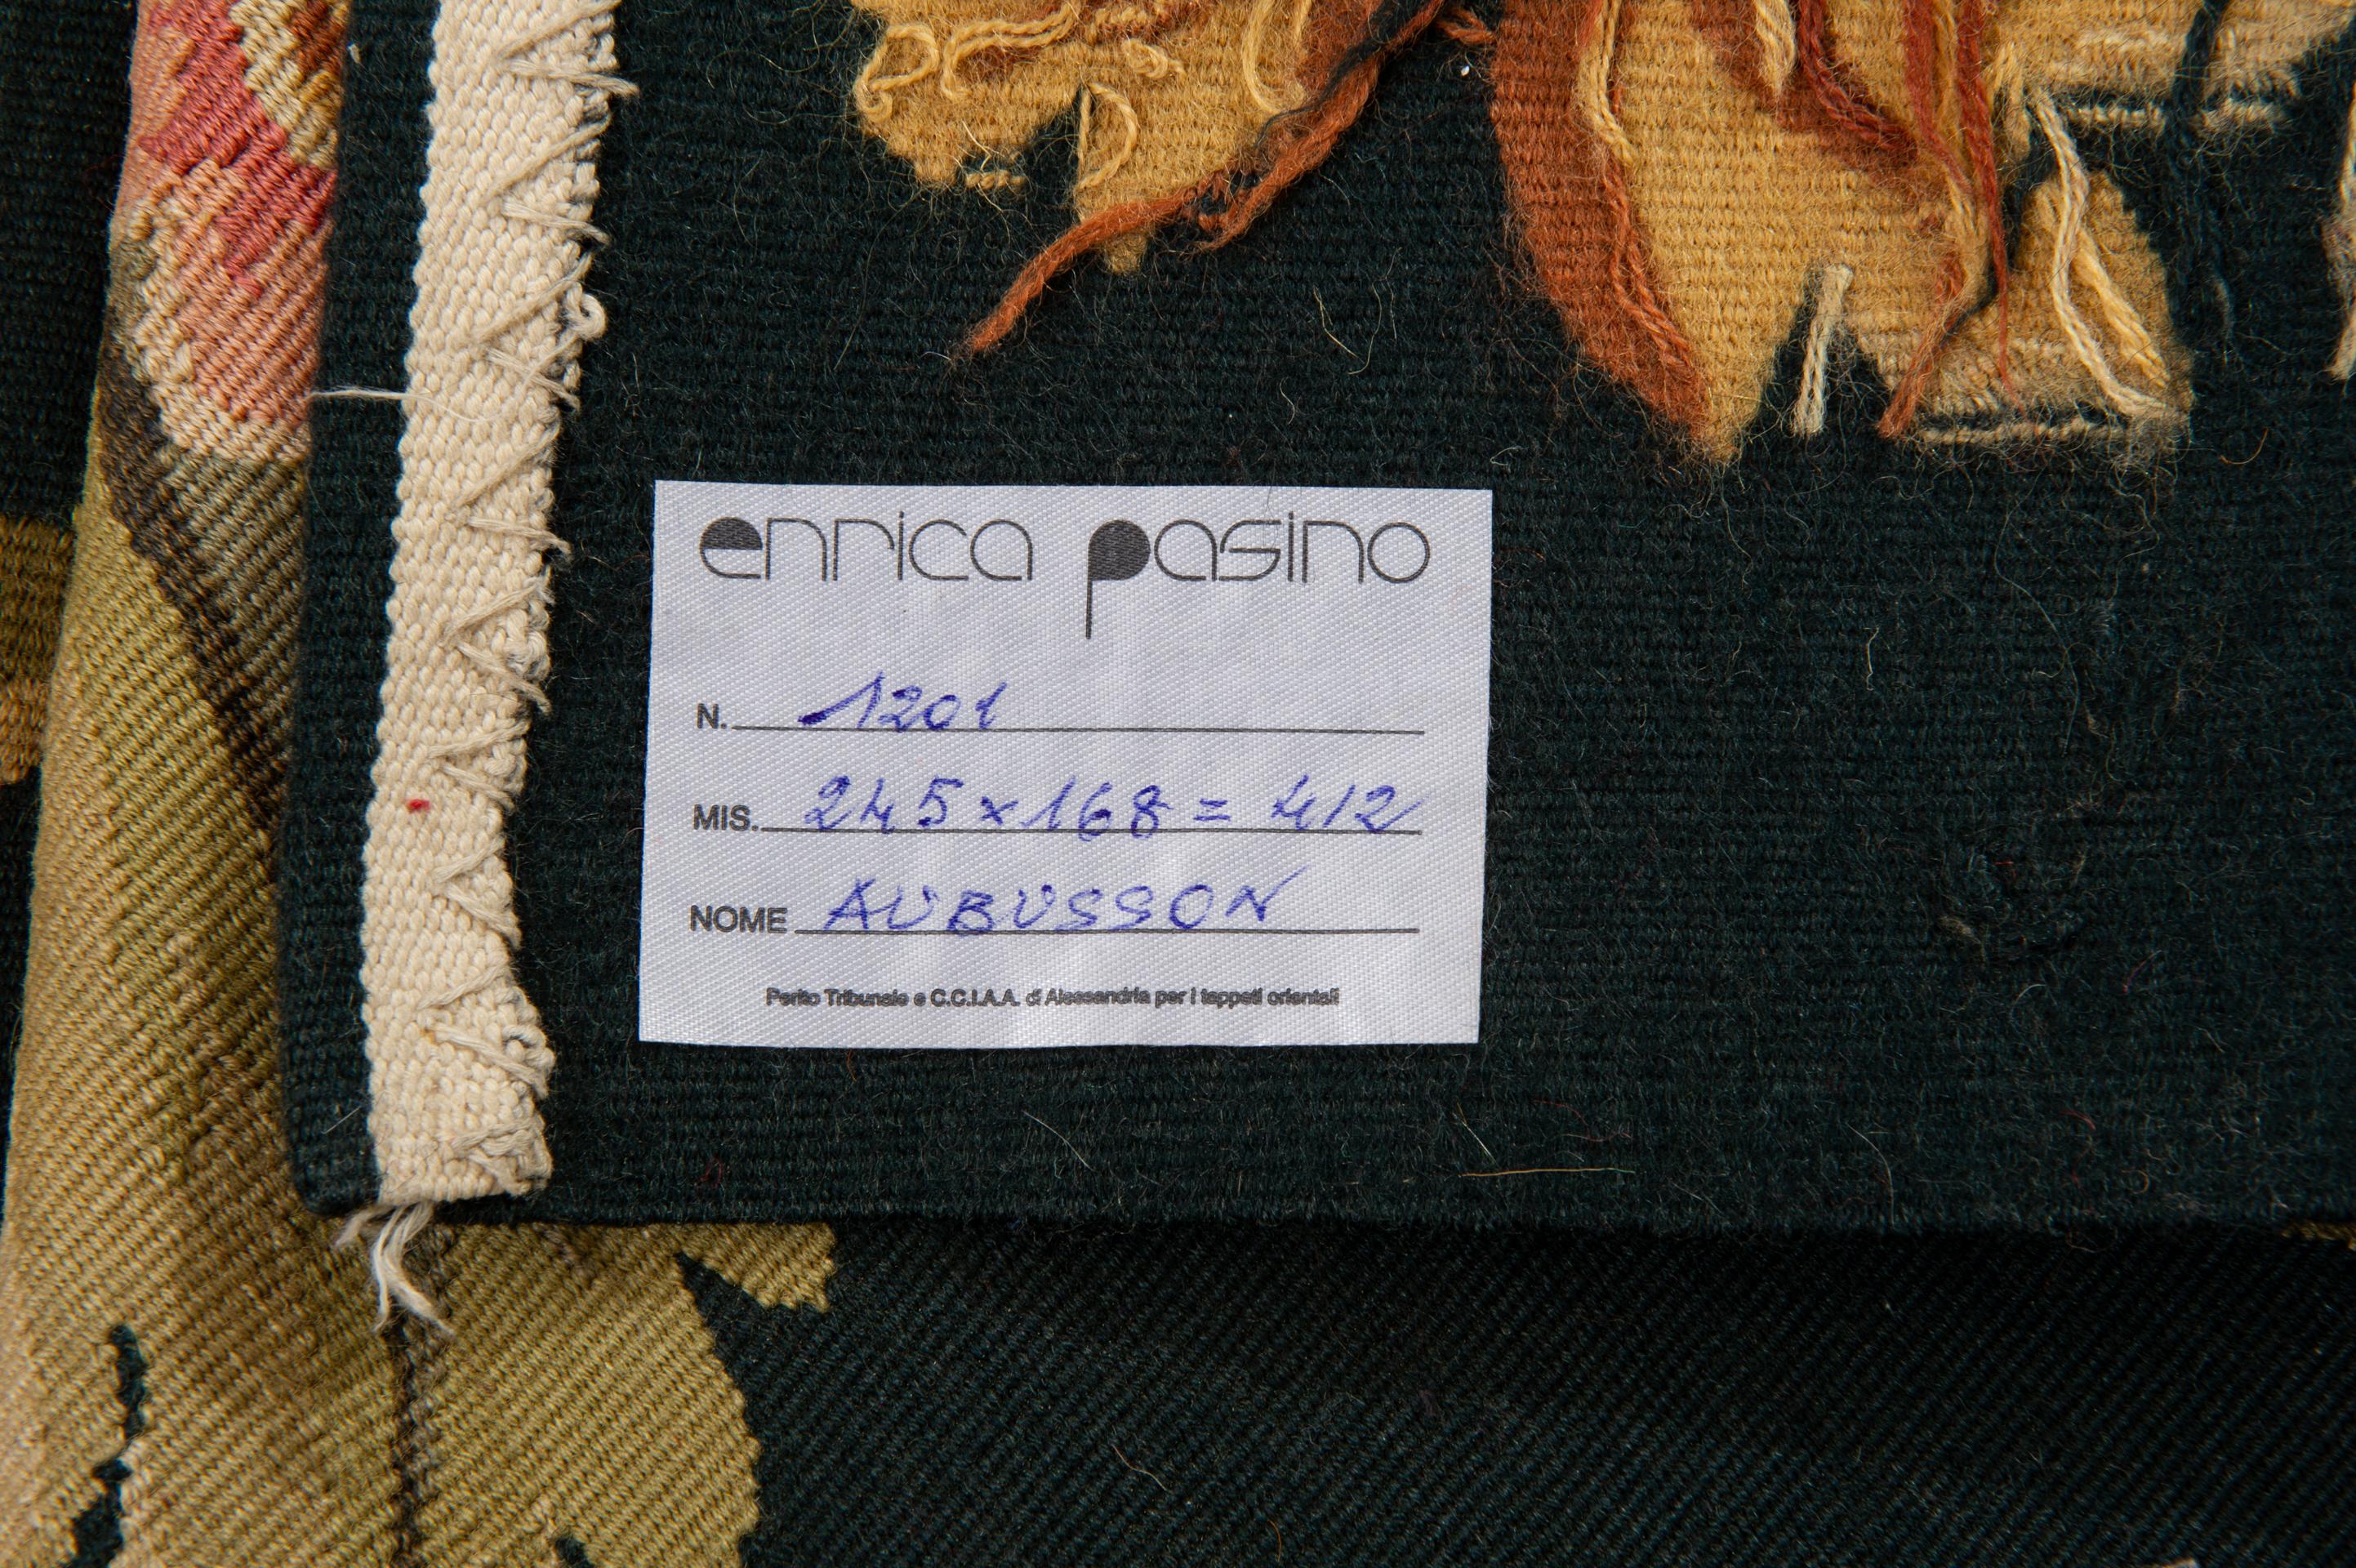 enrica pasino
N. 1201
MIS. 245 x 168 = 412
NOME AUBUSSON
Perito Tribunale e C.C.I.A.A. di Alessandria per i tappeti orientali